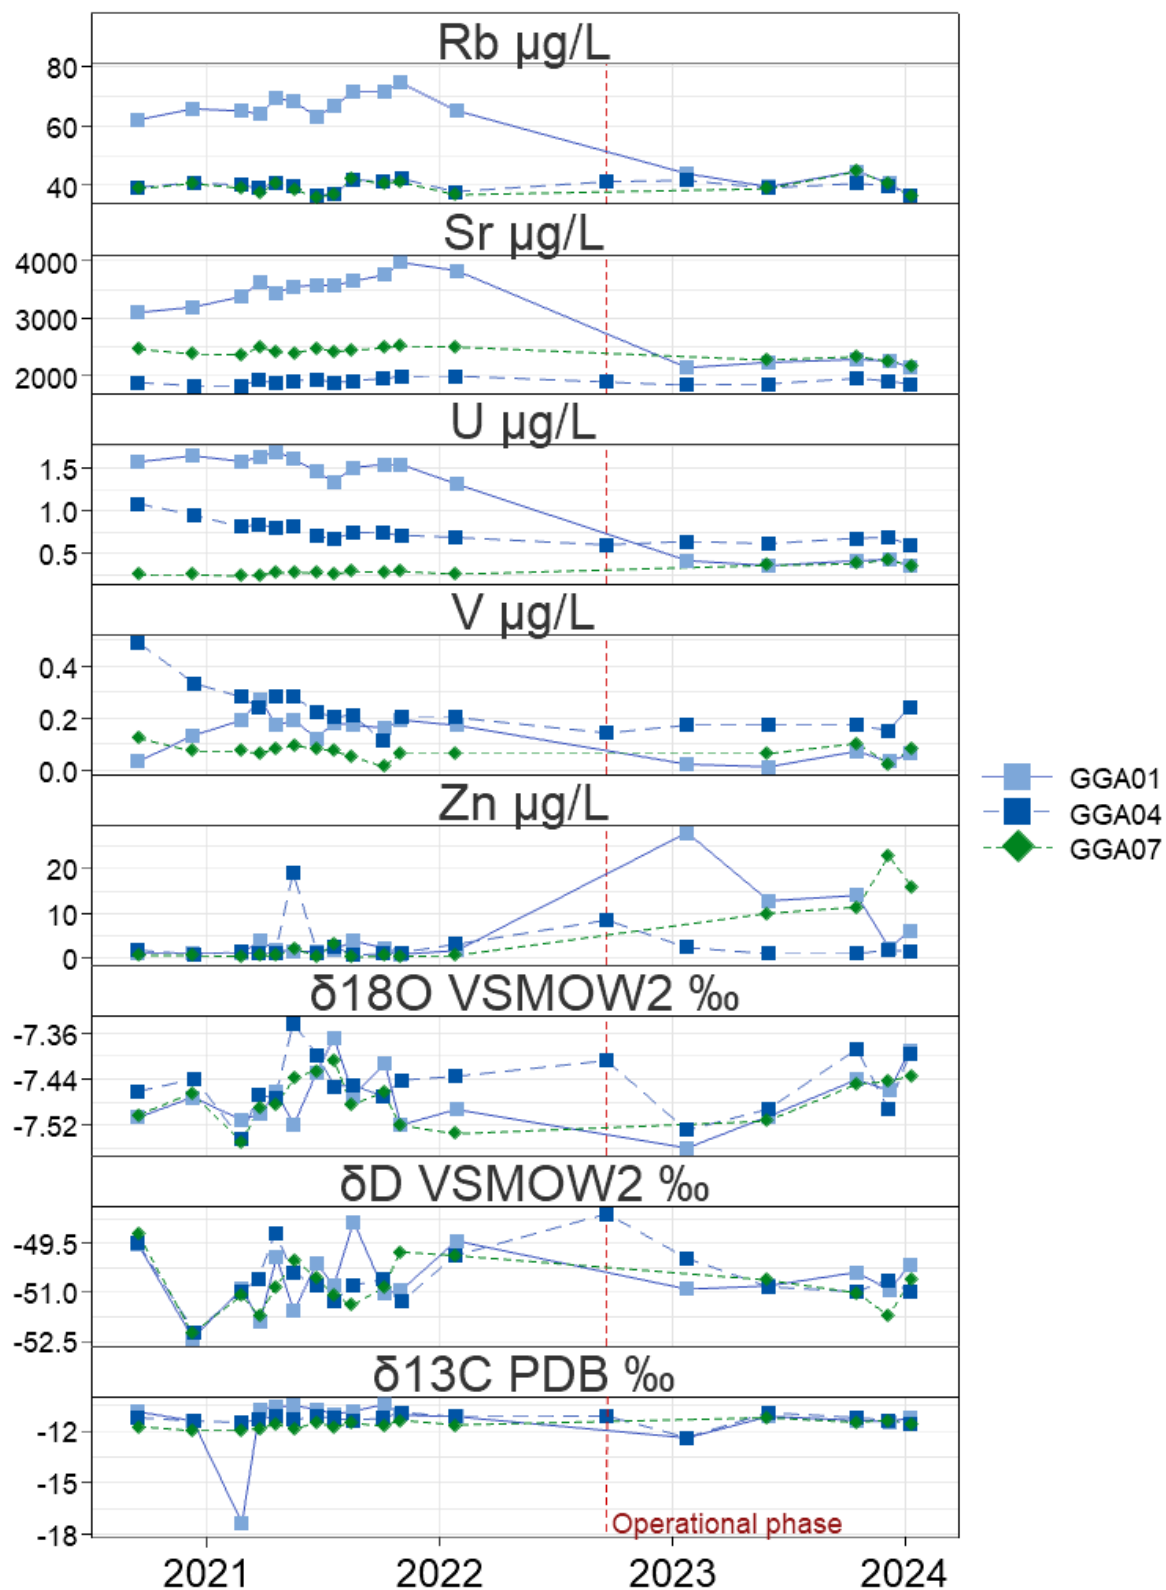 Rb µg/L
80
60
40
Sr µg/L
4000
3000
2000
U µg/L
1.5
1.0
0.5
V µg/L
0.4
0.2
0.0
Zn µg/L
20
10
0
δ18O VSMOW2 ‰
-7.36
-7.44
-7.52
δD VSMOW2 ‰
-49.5
-51.0
-52.5
δ13C PDB ‰
-12
-15
-18
Operational phase
2021 2022 2023 2024
GGA01
GGA04
GGA07